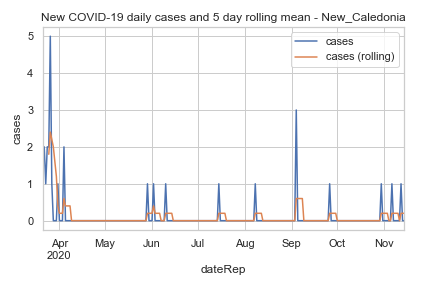 New COVID-19 daily cases and 5 day rolling mean - New_Caledonia
cases
cases (rolling)
5
4
3
2
1
0
cases
Apr May Jun Jul Aug Sep Oct Nov
2020
dateRep